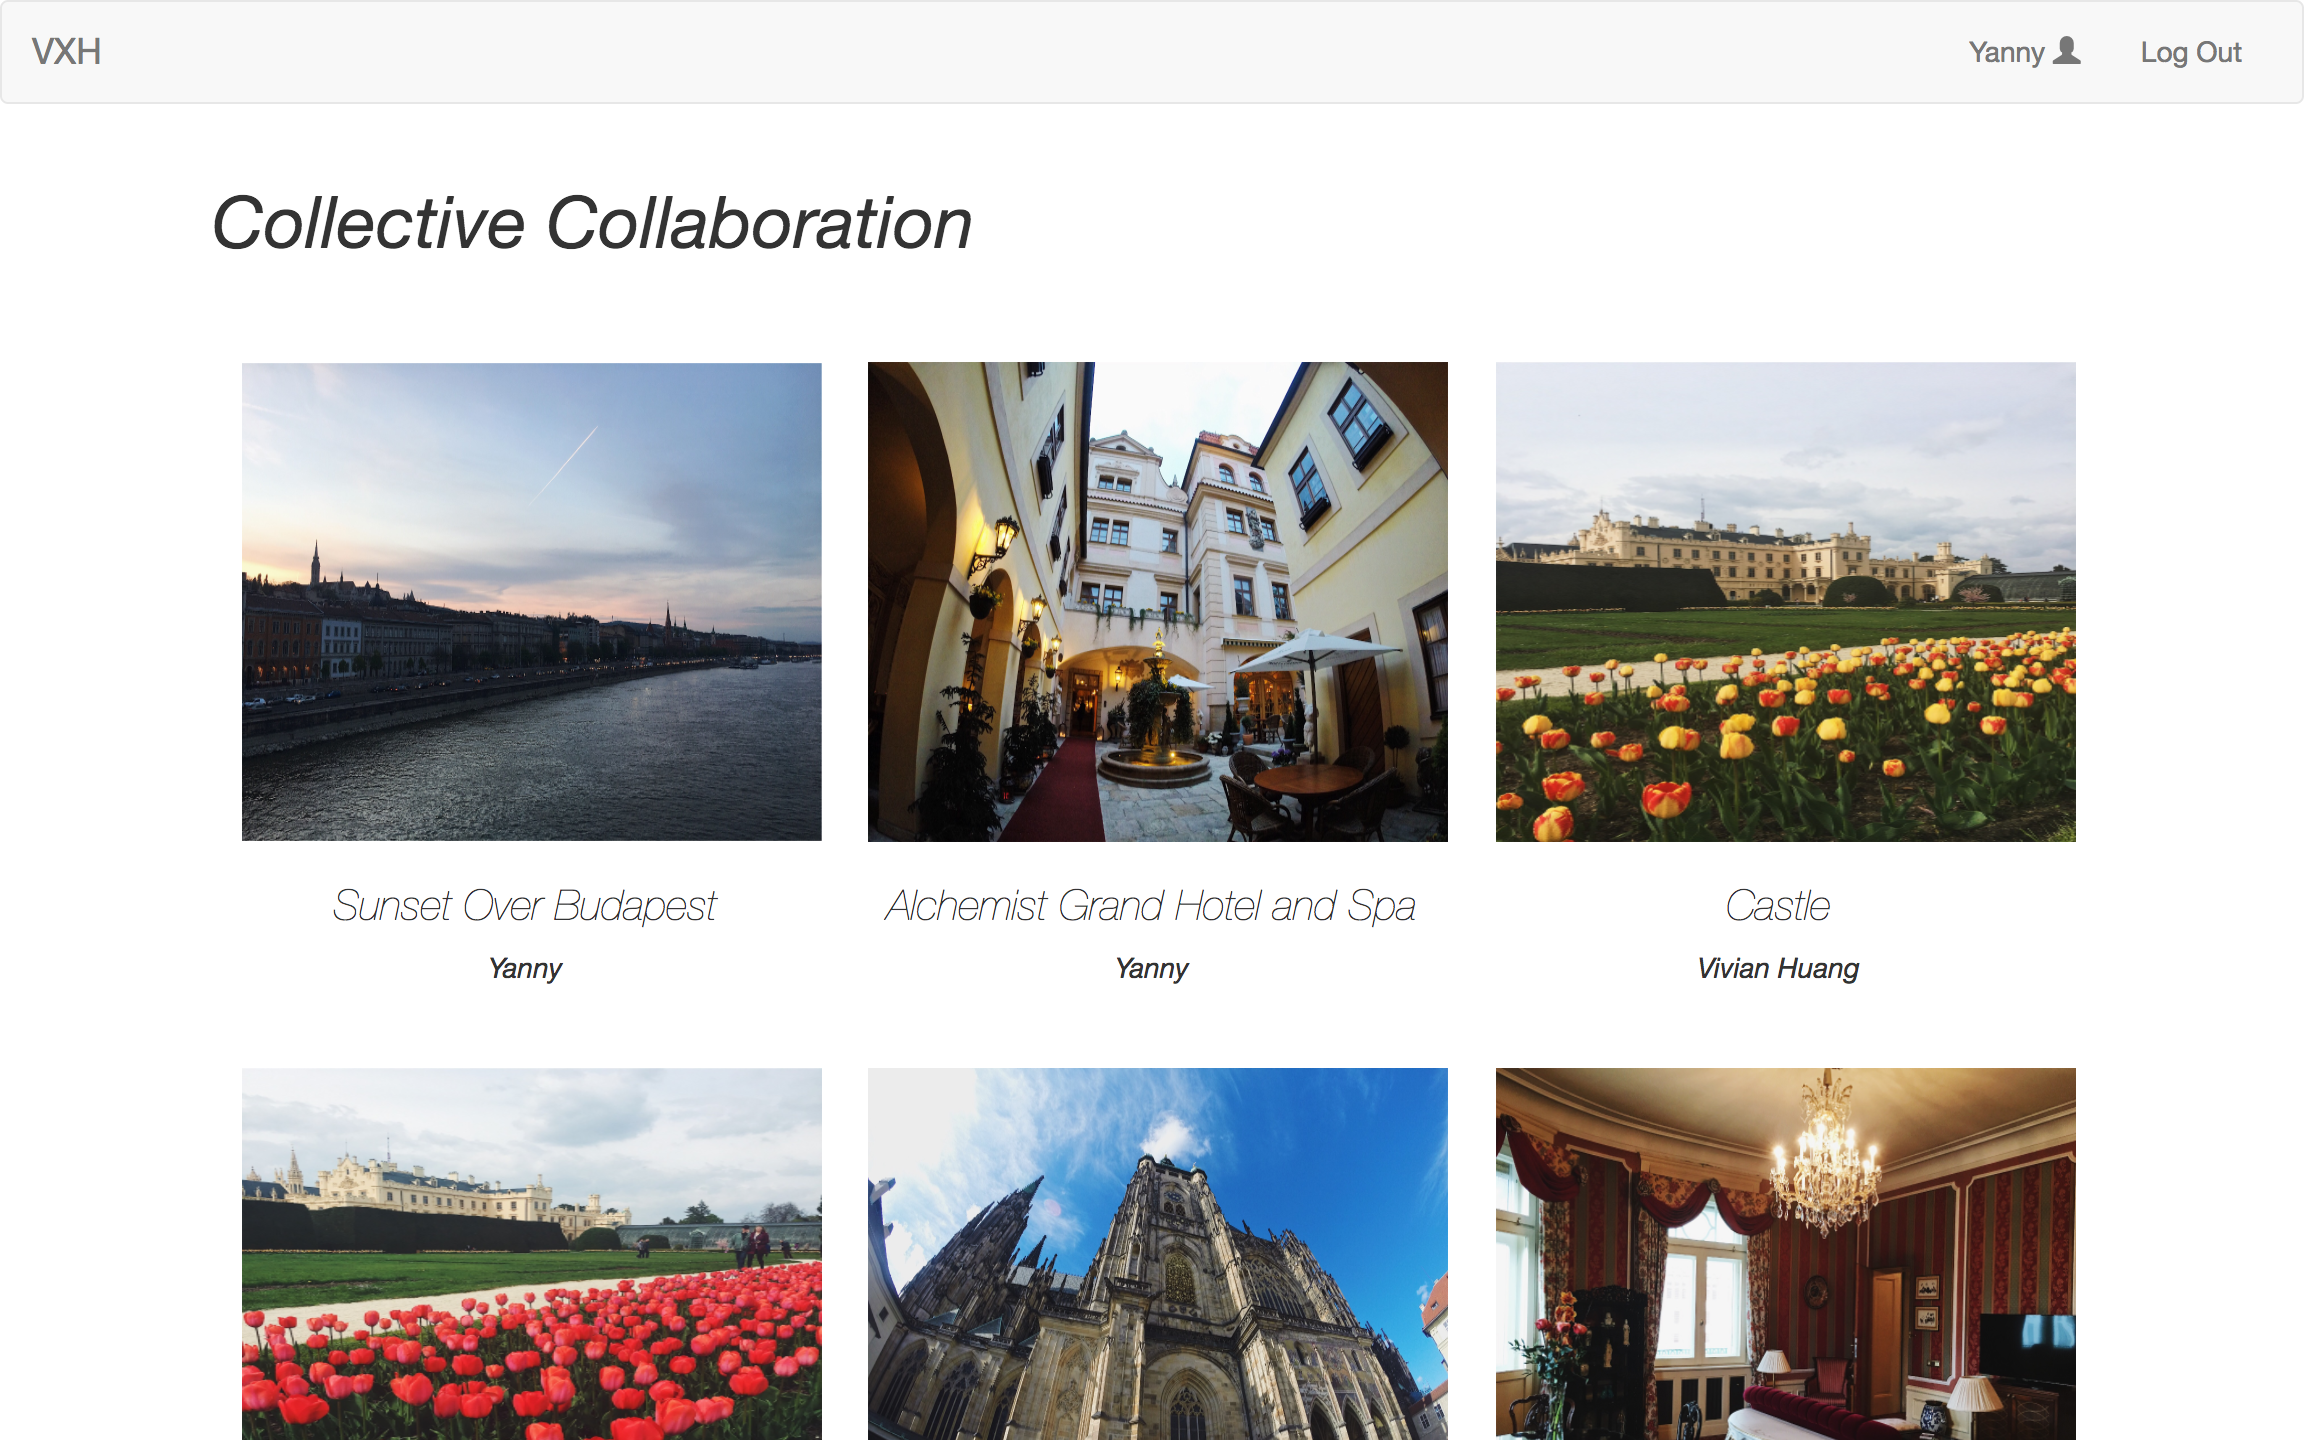 VXH
Yanny
Log Out
Collective Collaboration
Sunset Over Budapest
Alchemist Grand Hotel and Spa
Castle
Yanny
Yanny
Vivian Huang